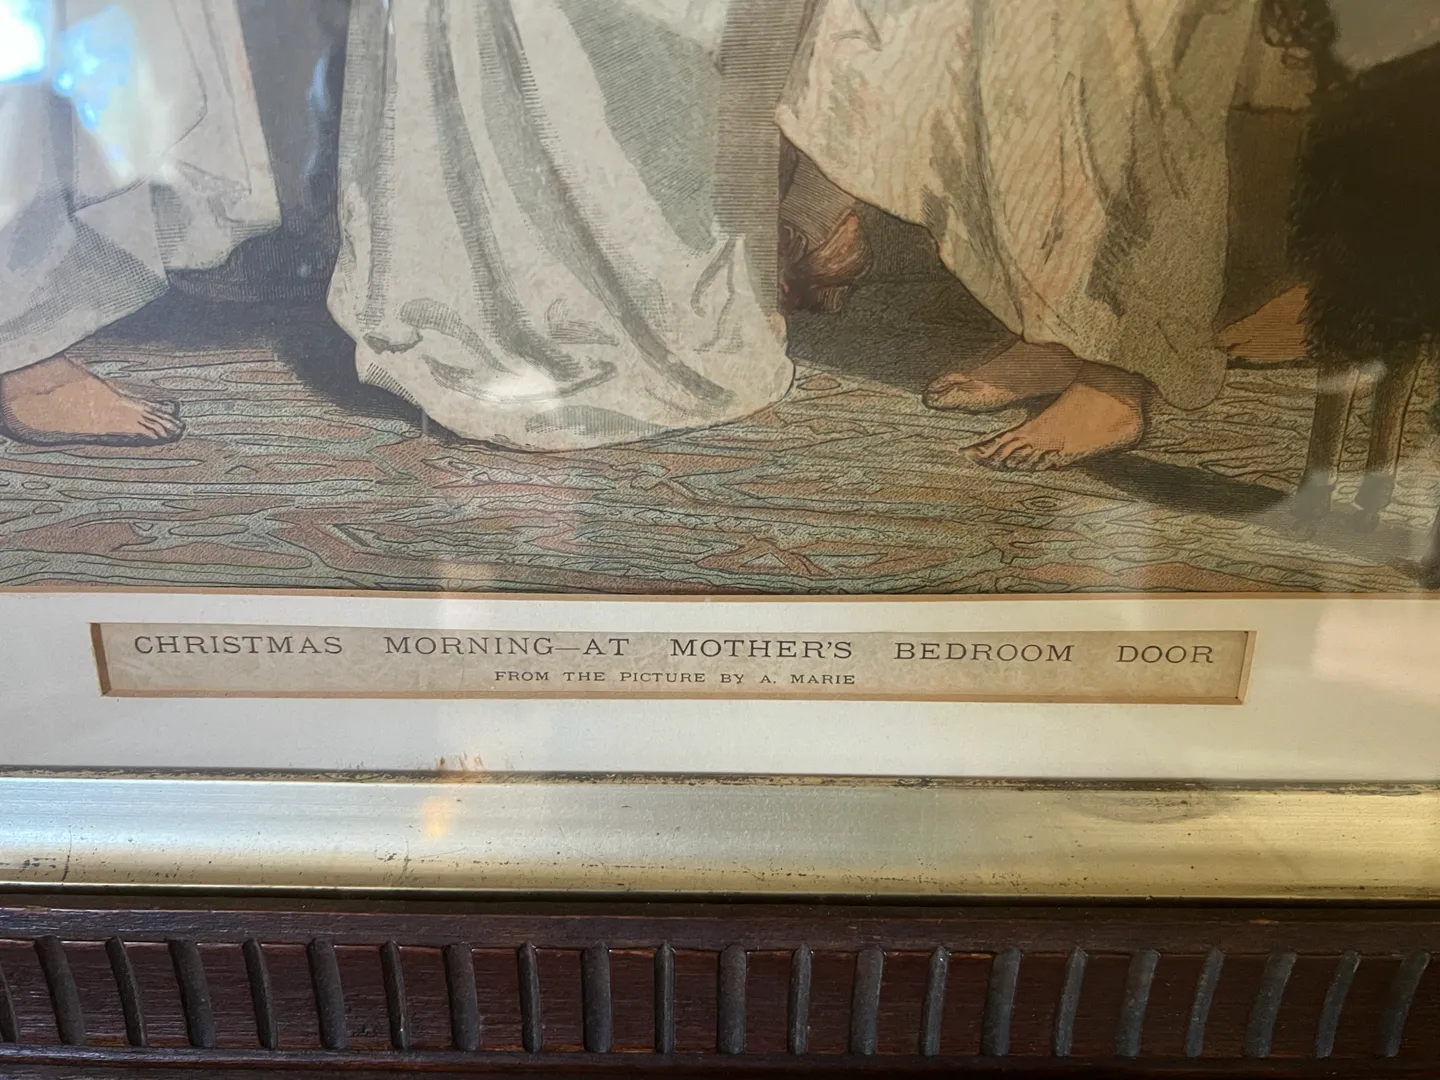 CHRISTMAS MORNING—AT MOTHER'S BEDROOM DOOR
FROM THE PICTURE BY A. MARIE